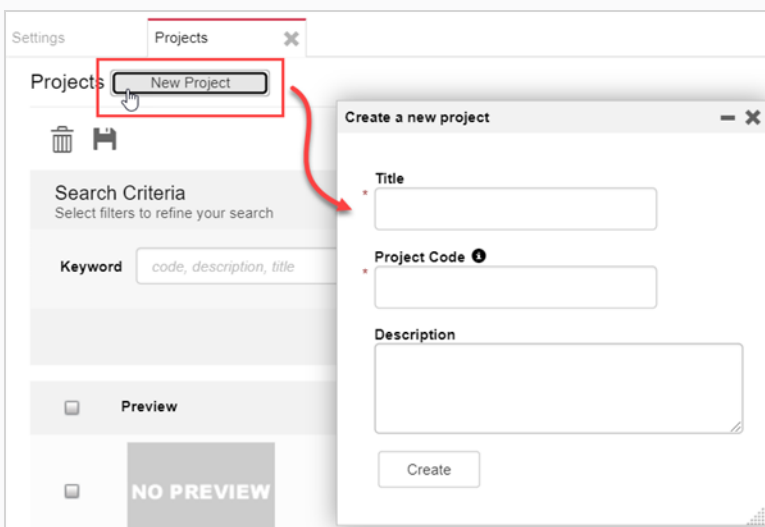 Settings
Projects
Projects
New Project
Search Criteria
Select filters to refine your search
Keyword
code, description, title
Preview
NO PREVIEW
Create a new project
* Title
* Project Code
Description
Create